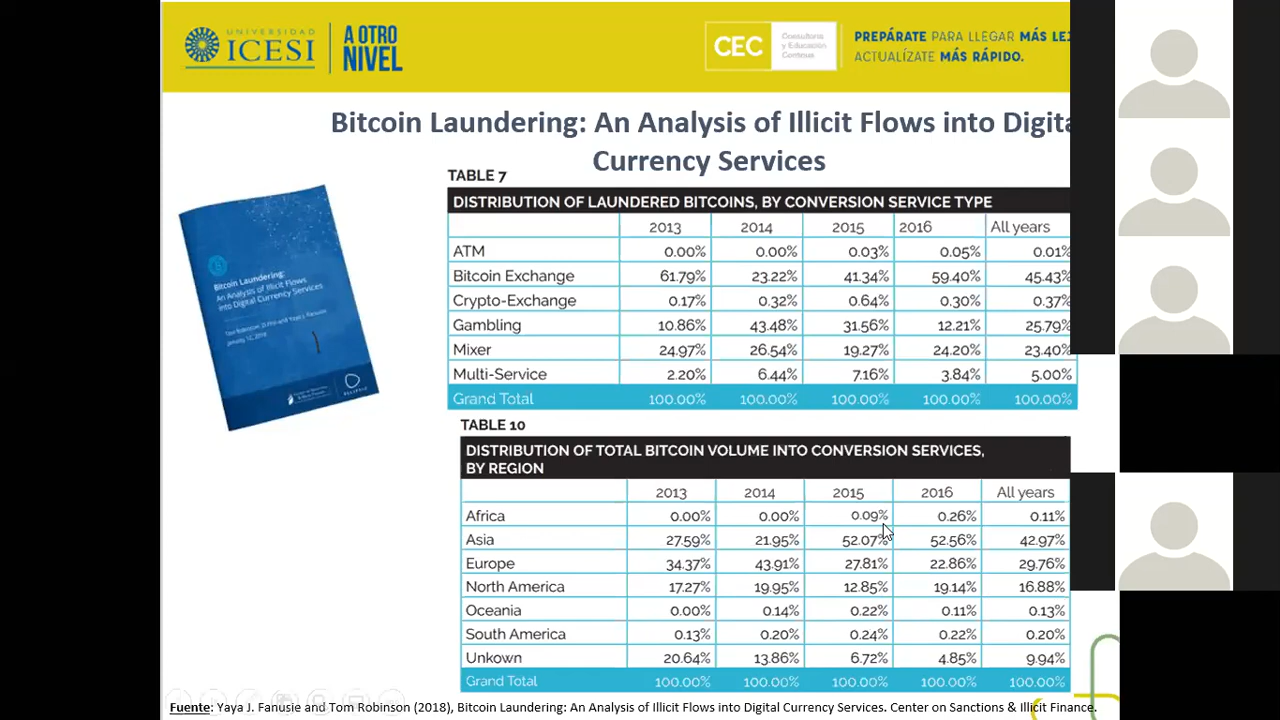 UNIVERSIDAD
ICESI
A OTRO
NIVEL
CEC
Consultoría
y Educación
Continua
PREPÁRATE PARA LLEGAR MÁS LE
ACTUALÍZATE MÁS RÁPIDO.
Bitcoin Laundering: An Analysis of Illicit Flows into Digita
Currency Services
Bitcoin Laundering:
An Analysis of Illicit Flows
into Digital Currency Services
TABLE 7
DISTRIBUTION OF LAUNDERED BITCOINS, BY CONVERSION SERVICE TYPE
2013 2014 2015 2016 All years
ATM 0.00% 0.00% 0.03% 0.05% 0.01%
Bitcoin Exchange 61.79% 23.22% 41.34% 59.40% 45.43%
Crypto-Exchange 0.17% 0.32% 0.64% 0.30% 0.37%
Gambling 10.86% 43.48% 31.56% 12.21% 25.79%
Mixer 24.97% 26.54% 19.27% 24.20% 23.40%
Multi-Service 2.20% 6.44% 7.16% 3.84% 5.00%
Grand Total 100.00% 100.00% 100.00% 100.00% 100.00%
TABLE 10
DISTRIBUTION OF TOTAL BITCOIN VOLUME INTO CONVERSION SERVICES,
BY REGION
2013 2014 2015 2016 All years
Africa 0.00% 0.00% 0.09% 0.26% 0.11%
Asia 27.59% 21.95% 52.07% 52.56% 42.97%
Europe 34.37% 43.91% 27.81% 22.86% 29.76%
North America 17.27% 19.95% 12.85% 19.14% 16.88%
Oceania 0.00% 0.14% 0.22% 0.11% 0.13%
South America 0.13% 0.20% 0.24% 0.22% 0.20%
Unkown 20.64% 13.86% 6.72% 4.85% 9.94%
Grand Total 100.00% 100.00% 100.00% 100.00% 100.00%
Fuente: Yaya J. Fanusie and Tom Robinson (2018), Bitcoin Laundering: An Analysis of Illicit Flows into Digital Currency Services. Center on Sanctions & Illicit Finance.